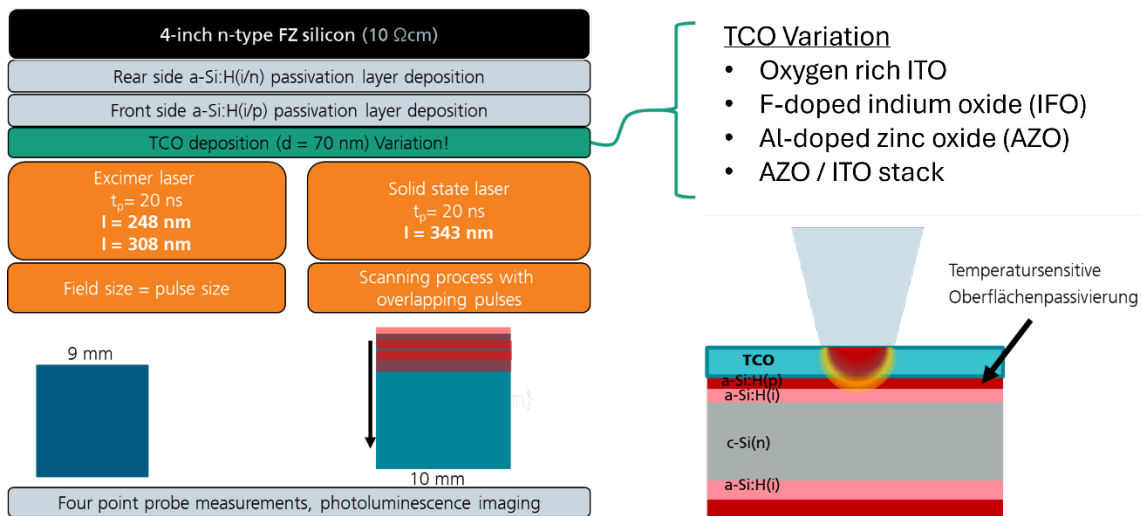 4-inch n-type FZ silicon (10 Ωcm)
Rear side a-Si:H(i/n) passivation layer deposition
Front side a-Si:H(i/p) passivation layer deposition
TCO deposition (d = 70 nm) Variation!
Excimer laser
tₚ= 20 ns
l = 248 nm
l = 308 nm
Solid state laser
tₚ= 20 ns
l = 343 nm
Field size = pulse size
Scanning process with
overlapping pulses
9 mm
10 mm
Four point probe measurements, photoluminescence imaging
TCO Variation
• Oxygen rich ITO
• F-doped indium oxide (IFO)
• Al-doped zinc oxide (AZO)
• AZO / ITO stack
Temperatursensitive
Oberflächenpassivierung
TCO
a-Si:H(p)
a-Si:H(i)
c-Si(n)
a-Si:H(i)